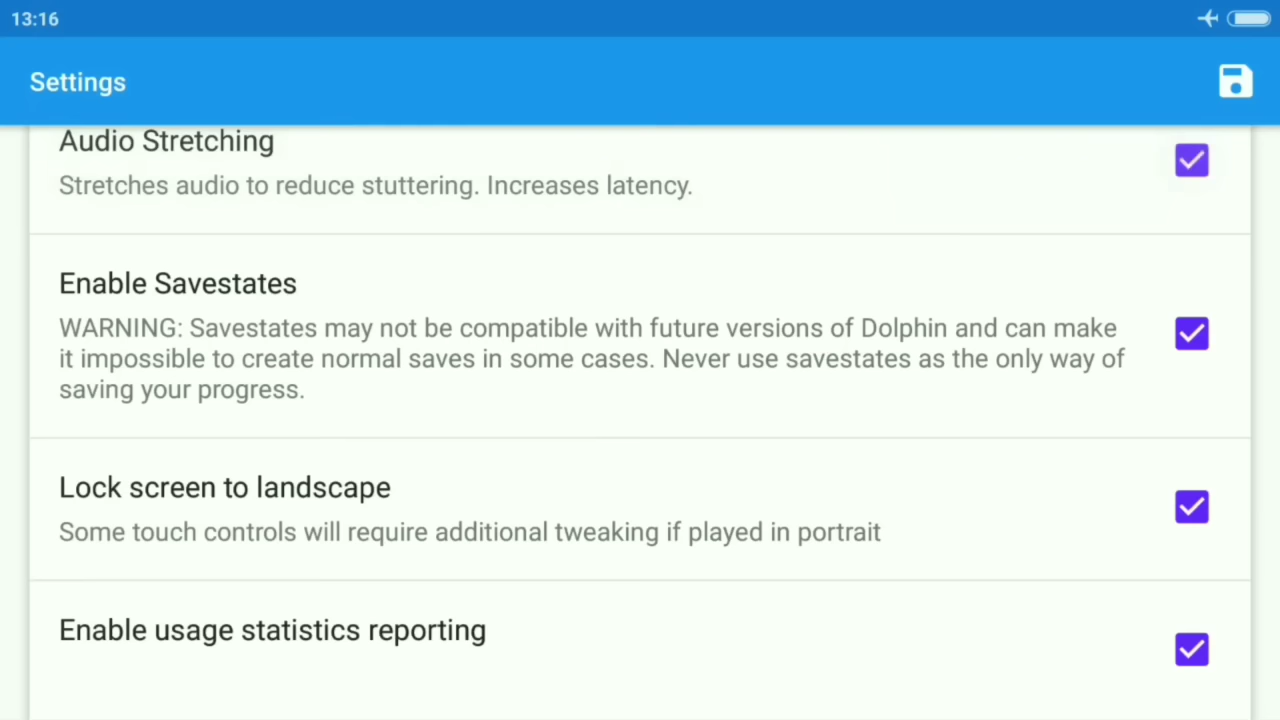 13:16
Settings
Audio Stretching
Stretches audio to reduce stuttering. Increases latency.
Enable Savestates
WARNING: Savestates may not be compatible with future versions of Dolphin and can make
it impossible to create normal saves in some cases. Never use savestates as the only way of
saving your progress.
Lock screen to landscape
Some touch controls will require additional tweaking if played in portrait
Enable usage statistics reporting